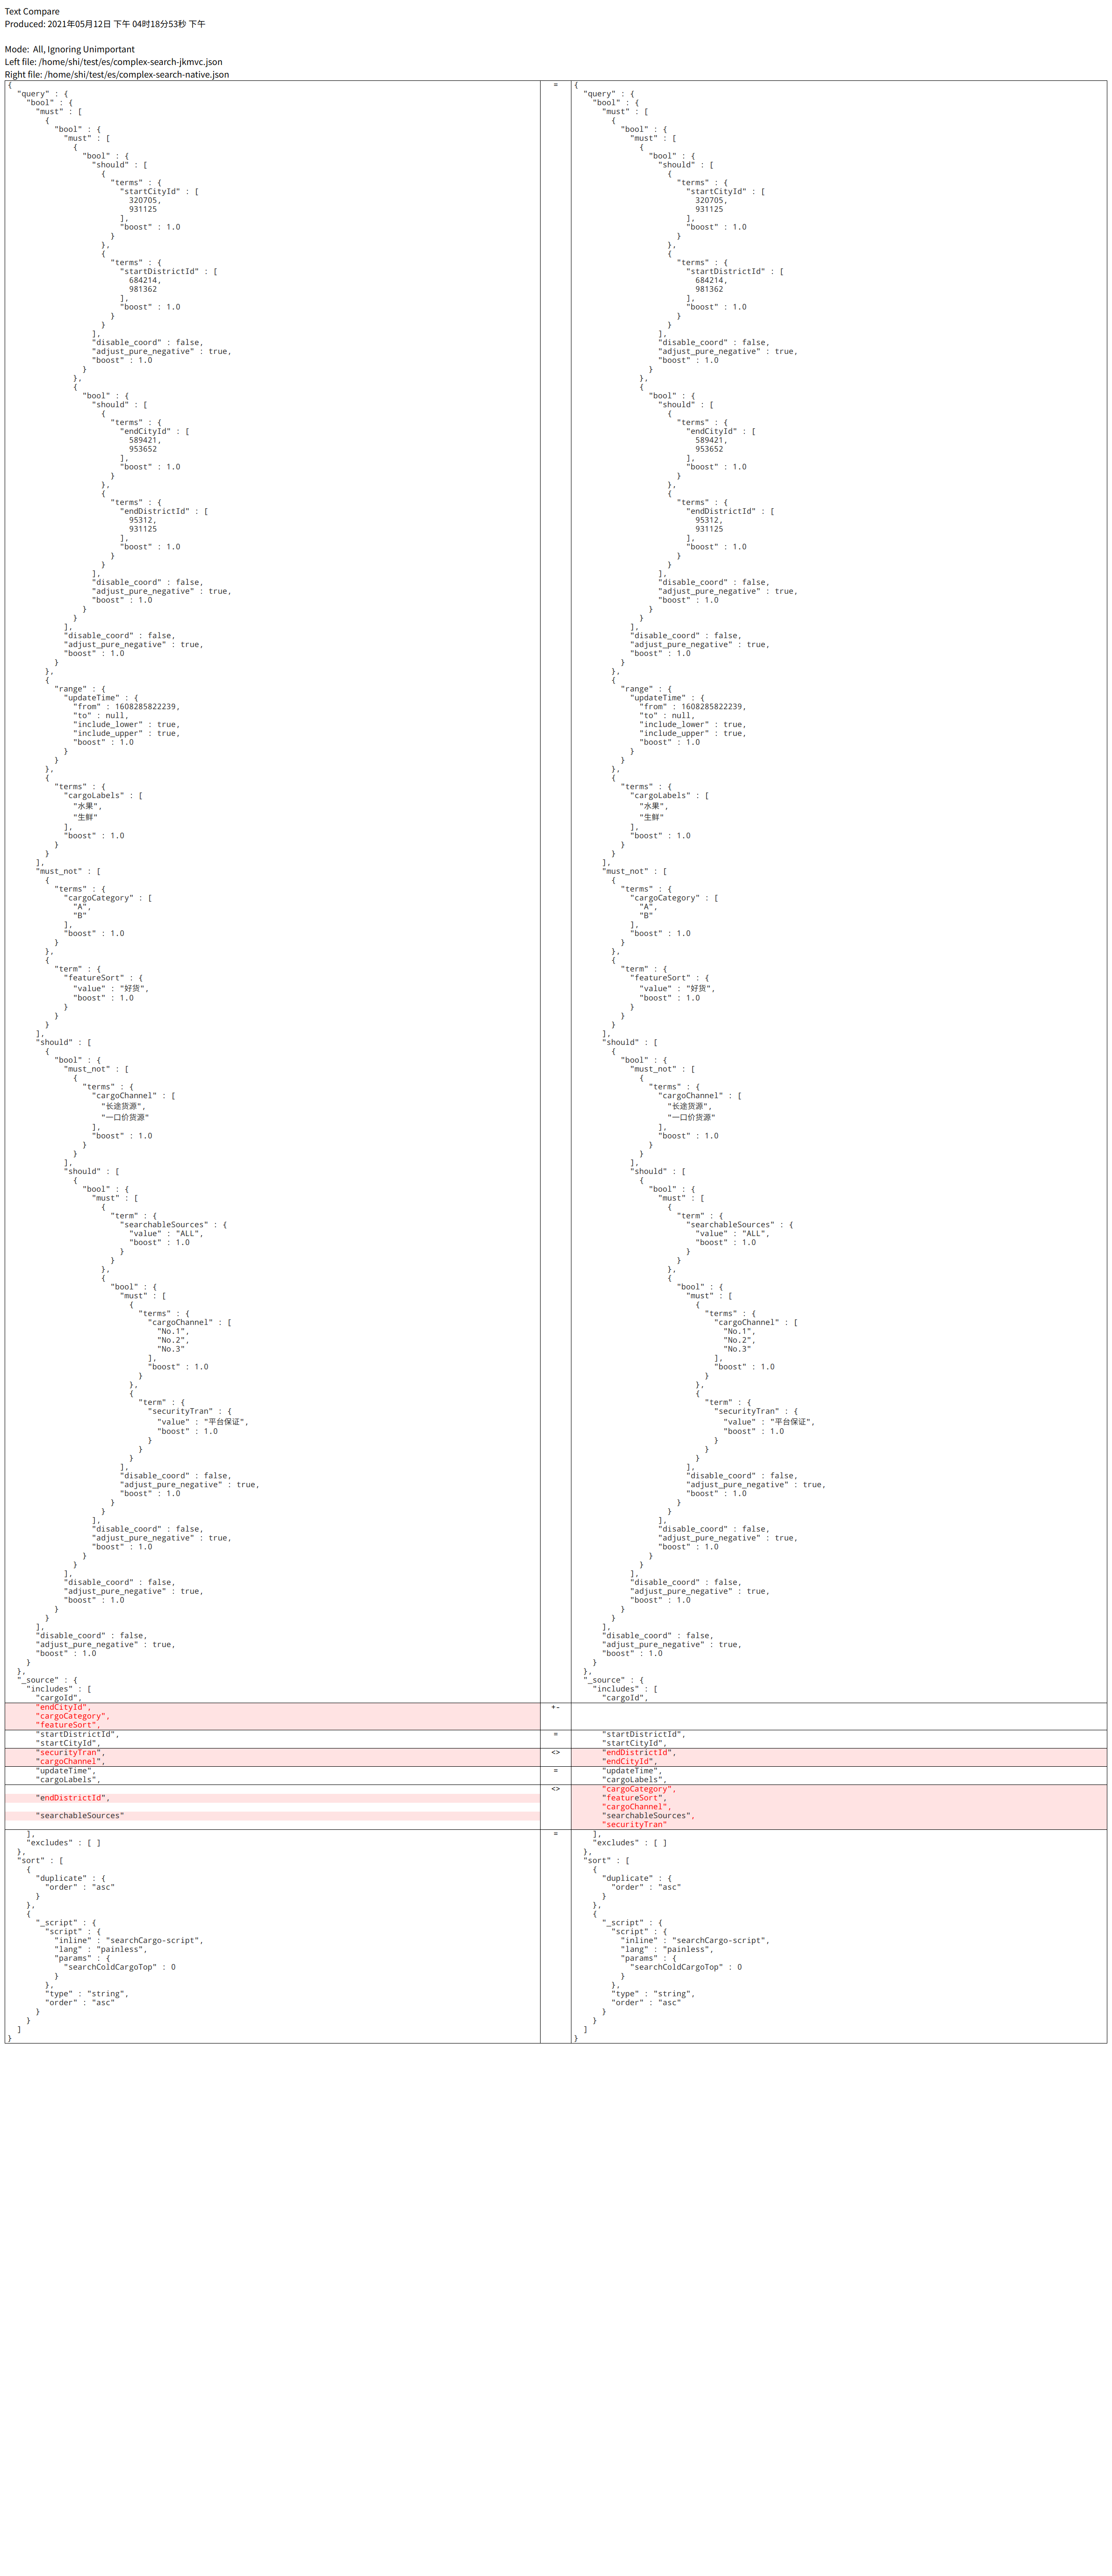 Text Compare
Produced: 2021年05月12日 下午 04时18分53秒 下午
Mode:  All, Ignoring Unimportant
Left file: /home/shi/test/es/complex-search-jkmvc.json
Right file: /home/shi/test/es/complex-search-native.json
{
"query" : {
"bool" : {
"must" : [
{
"bool" : {
"must" : [
{
"bool" : {
"should" : [
{
"terms" : {
"startCityId" : [
320705,
931125
],
"boost" : 1.0
}
},
{
"terms" : {
"startDistrictId" : [
684214,
981362
],
"boost" : 1.0
}
}
],
"disable_coord" : false,
"adjust_pure_negative" : true,
"boost" : 1.0
}
},
{
"bool" : {
"should" : [
{
"terms" : {
"endCityId" : [
589421,
953652
],
"boost" : 1.0
}
},
{
"terms" : {
"endDistrictId" : [
95312,
931125
],
"boost" : 1.0
}
}
],
"disable_coord" : false,
"adjust_pure_negative" : true,
"boost" : 1.0
}
}
],
"disable_coord" : false,
"adjust_pure_negative" : true,
"boost" : 1.0
}
},
{
"range" : {
"updateTime" : {
"from" : 1608285822239,
"to" : null,
"include_lower" : true,
"include_upper" : true,
"boost" : 1.0
}
}
},
{
"terms" : {
"cargoLabels" : [
"水果",
"生鲜"
],
"boost" : 1.0
}
}
],
"must_not" : [
{
"terms" : {
"cargoCategory" : [
"A",
"B"
],
"boost" : 1.0
}
},
{
"term" : {
"featureSort" : {
"value" : "好货",
"boost" : 1.0
}
}
}
],
"should" : [
{
"bool" : {
"must_not" : [
{
"terms" : {
"cargoChannel" : [
"长途货源",
"一口价货源"
],
"boost" : 1.0
}
}
],
"should" : [
{
"bool" : {
"must" : [
{
"term" : {
"searchableSources" : {
"value" : "ALL",
"boost" : 1.0
}
}
},
{
"bool" : {
"must" : [
{
"terms" : {
"cargoChannel" : [
"No.1",
"No.2",
"No.3"
],
"boost" : 1.0
}
},
{
"term" : {
"securityTran" : {
"value" : "平台保证",
"boost" : 1.0
}
}
}
],
"disable_coord" : false,
"adjust_pure_negative" : true,
"boost" : 1.0
}
}
],
"disable_coord" : false,
"adjust_pure_negative" : true,
"boost" : 1.0
}
}
],
"disable_coord" : false,
"adjust_pure_negative" : true,
"boost" : 1.0
}
}
],
"disable_coord" : false,
"adjust_pure_negative" : true,
"boost" : 1.0
}
},
"_source" : {
"includes" : [
"cargoId",
=
{
"query" : {
"bool" : {
"must" : [
{
"bool" : {
"must" : [
{
"bool" : {
"should" : [
{
"terms" : {
"startCityId" : [
320705,
931125
],
"boost" : 1.0
}
},
{
"terms" : {
"startDistrictId" : [
684214,
981362
],
"boost" : 1.0
}
}
],
"disable_coord" : false,
"adjust_pure_negative" : true,
"boost" : 1.0
}
},
{
"bool" : {
"should" : [
{
"terms" : {
"endCityId" : [
589421,
953652
],
"boost" : 1.0
}
},
{
"terms" : {
"endDistrictId" : [
95312,
931125
],
"boost" : 1.0
}
}
],
"disable_coord" : false,
"adjust_pure_negative" : true,
"boost" : 1.0
}
}
],
"disable_coord" : false,
"adjust_pure_negative" : true,
"boost" : 1.0
}
},
{
"range" : {
"updateTime" : {
"from" : 1608285822239,
"to" : null,
"include_lower" : true,
"include_upper" : true,
"boost" : 1.0
}
}
},
{
"terms" : {
"cargoLabels" : [
"水果",
"生鲜"
],
"boost" : 1.0
}
}
],
"must_not" : [
{
"terms" : {
"cargoCategory" : [
"A",
"B"
],
"boost" : 1.0
}
},
{
"term" : {
"featureSort" : {
"value" : "好货",
"boost" : 1.0
}
}
}
],
"should" : [
{
"bool" : {
"must_not" : [
{
"terms" : {
"cargoChannel" : [
"长途货源",
"一口价货源"
],
"boost" : 1.0
}
}
],
"should" : [
{
"bool" : {
"must" : [
{
"term" : {
"searchableSources" : {
"value" : "ALL",
"boost" : 1.0
}
}
},
{
"bool" : {
"must" : [
{
"terms" : {
"cargoChannel" : [
"No.1",
"No.2",
"No.3"
],
"boost" : 1.0
}
},
{
"term" : {
"securityTran" : {
"value" : "平台保证",
"boost" : 1.0
}
}
}
],
"disable_coord" : false,
"adjust_pure_negative" : true,
"boost" : 1.0
}
}
],
"disable_coord" : false,
"adjust_pure_negative" : true,
"boost" : 1.0
}
}
],
"disable_coord" : false,
"adjust_pure_negative" : true,
"boost" : 1.0
}
}
],
"disable_coord" : false,
"adjust_pure_negative" : true,
"boost" : 1.0
}
},
"_source" : {
"includes" : [
"cargoId",
"endCityId",
"cargoCategory",
"featureSort",
+-
"startDistrictId",
"startCityId",
=
"startDistrictId",
"startCityId",
"securityTran",
"cargoChannel",
<>
"endDistrictId",
"endCityId",
"updateTime",
"cargoLabels",
=
"updateTime",
"cargoLabels",
"endDistrictId",
"searchableSources"
<>
"cargoCategory",
"featureSort",
"cargoChannel",
"searchableSources",
"securityTran"
],
"excludes" : [ ]
},
"sort" : [
{
"duplicate" : {
"order" : "asc"
}
},
{
"_script" : {
"script" : {
"inline" : "searchCargo-script",
"lang" : "painless",
"params" : {
"searchColdCargoTop" : 0
}
},
"type" : "string",
"order" : "asc"
}
}
]
}
=
],
"excludes" : [ ]
},
"sort" : [
{
"duplicate" : {
"order" : "asc"
}
},
{
"_script" : {
"script" : {
"inline" : "searchCargo-script",
"lang" : "painless",
"params" : {
"searchColdCargoTop" : 0
}
},
"type" : "string",
"order" : "asc"
}
}
]
}